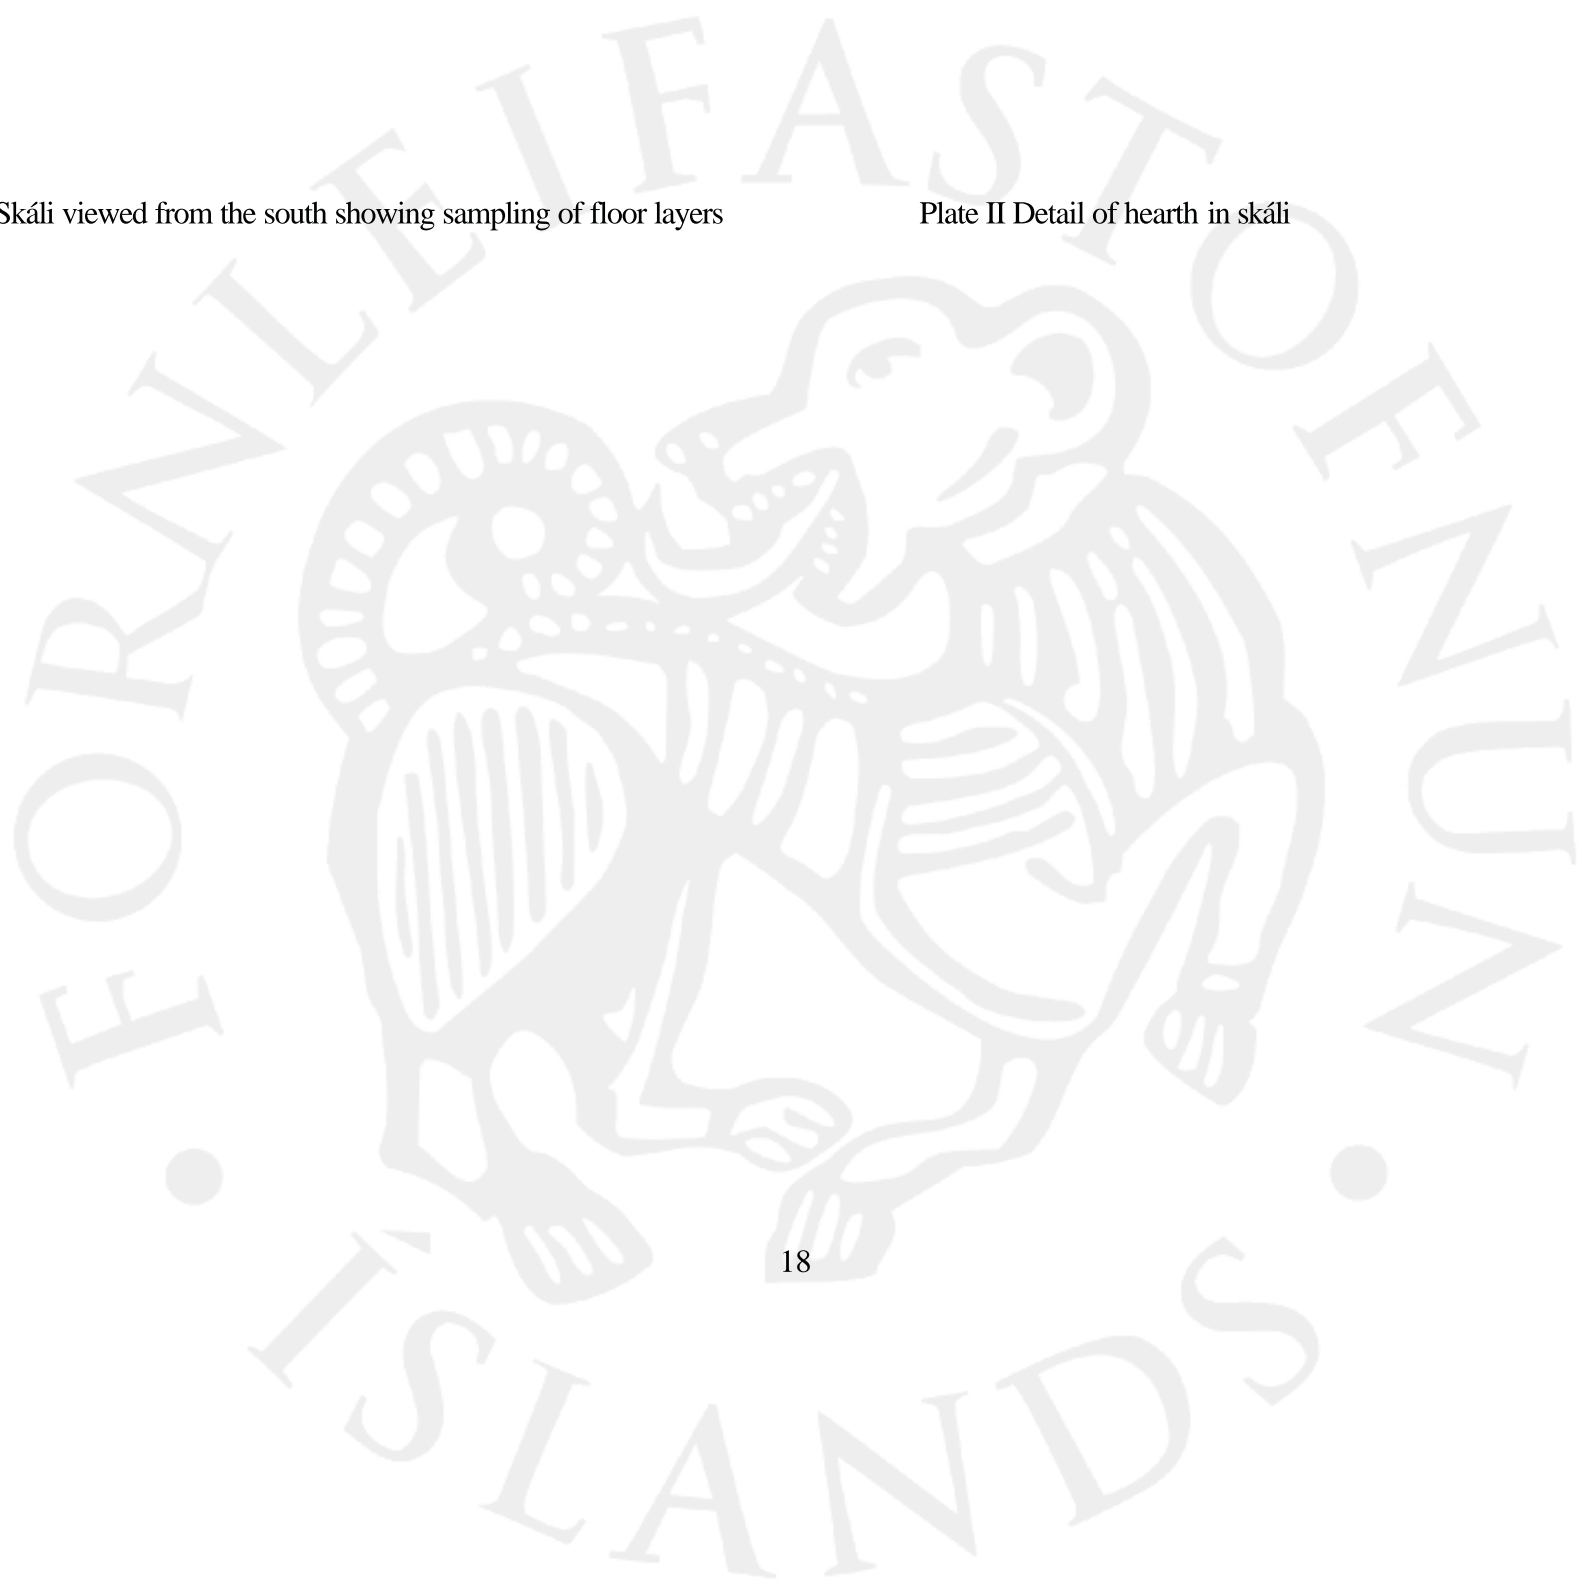 Skáli viewed from the south showing sampling of floor layers
Plate II Detail of hearth in skáli
18
FORNLEIFASTOFNUN
ÍSLANDS